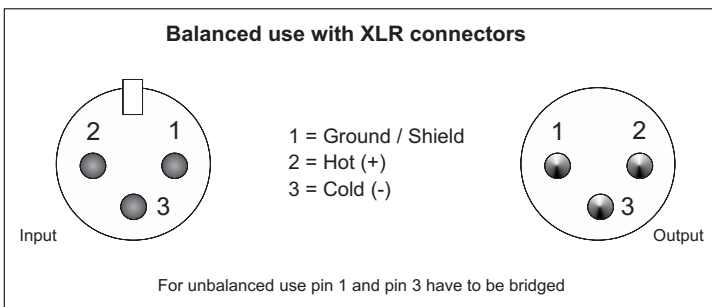 Balanced use with XLR connectors
2 1
3
Input
1 = Ground / Shield
2 = Hot (+)
3 = Cold (-)
1 2
3
Output
For unbalanced use pin 1 and pin 3 have to be bridged